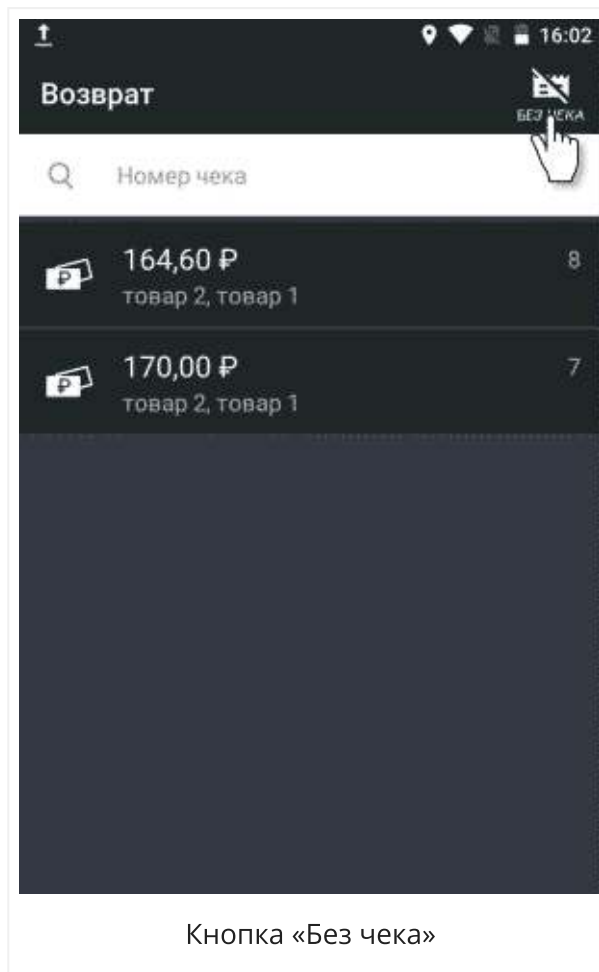 16:02
Возврат
БЕЗ ЧЕКА
Номер чека
164,60 ₽
8
товар 2, товар 1
170,00 ₽
7
товар 2, товар 1
Кнопка «Без чека»